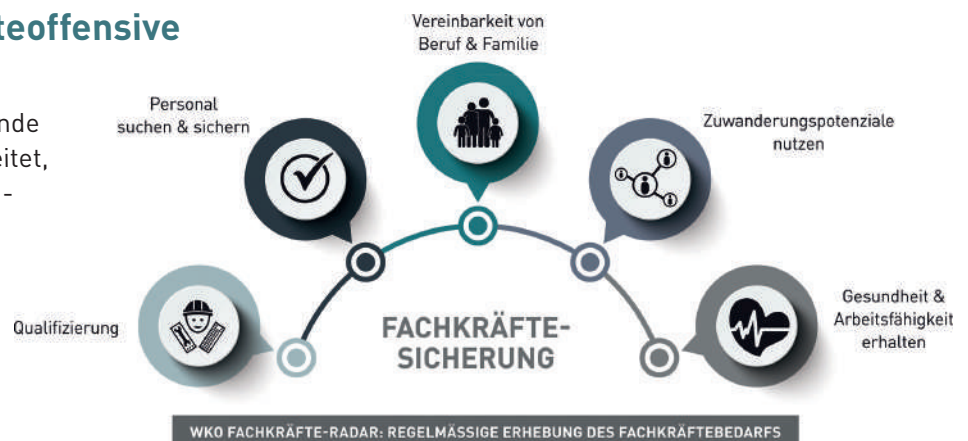 teoffensive
nde
eitet,
-
Vereinbarkeit von
Beruf & Familie
Personal
suchen & sichern
Zuwanderungspotenziale
nutzen
Qualifizierung
Gesundheit &
Arbeitsfähigkeit
erhalten
FACHKRÄFTE-
SICHERUNG
WKO FACHKRÄFTE-RADAR: REGELMÄSSIGE ERHEBUNG DES FACHKRÄFTEBEDARFS